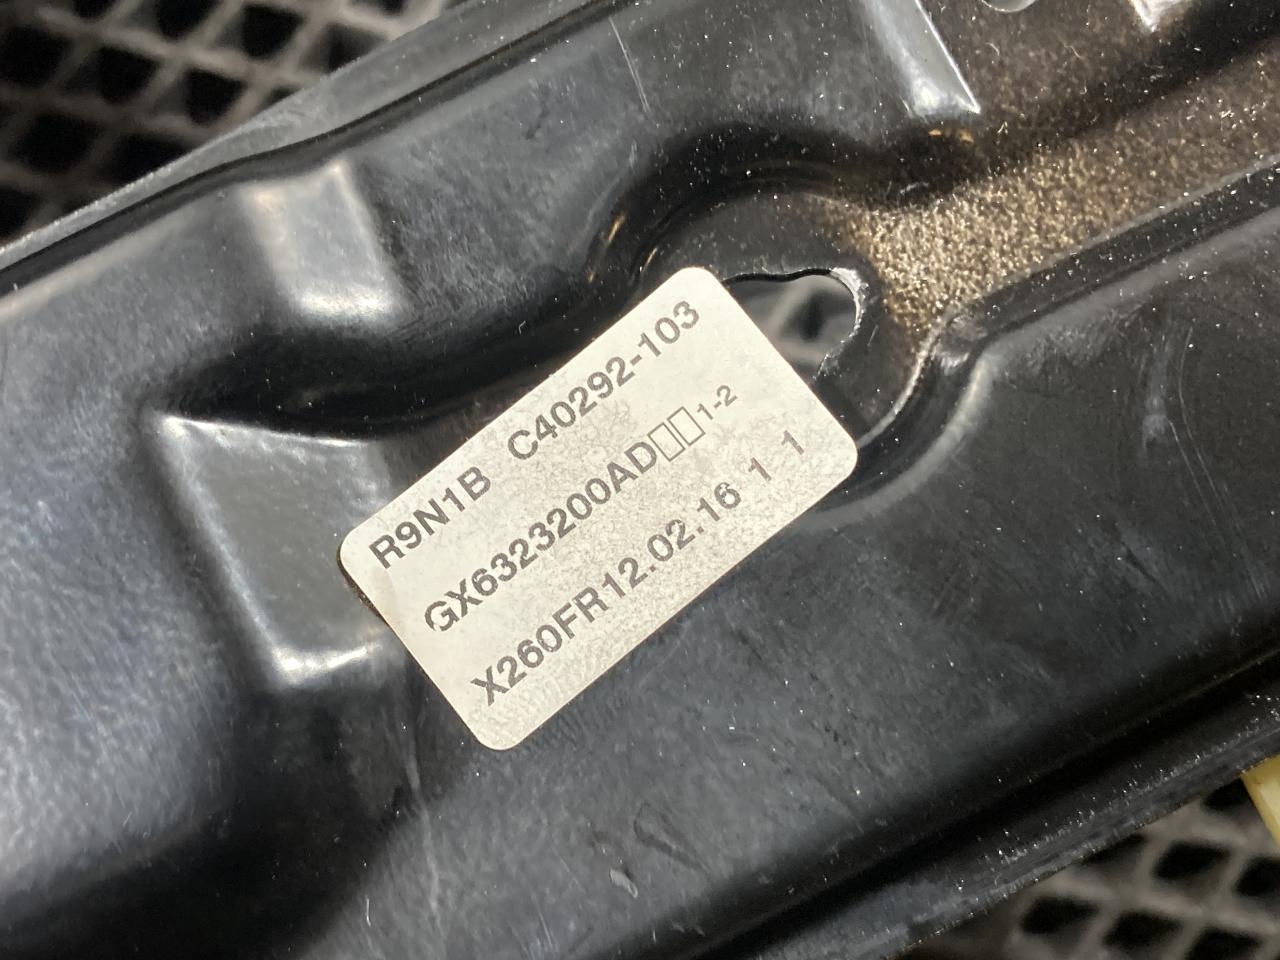 R9N1B C40292-103
GX6323200AD□□1-2
X260FR12.02.16 1 1